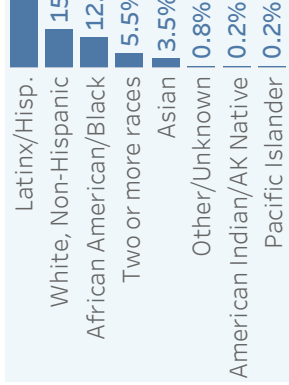 Latinx/Hisp.
White, Non-Hispanic 15
African American/Black 12.
Two or more races 5.5%
Asian 3.5%
Other/Unknown 0.8%
American Indian/AK Native 0.2%
Pacific Islander 0.2%